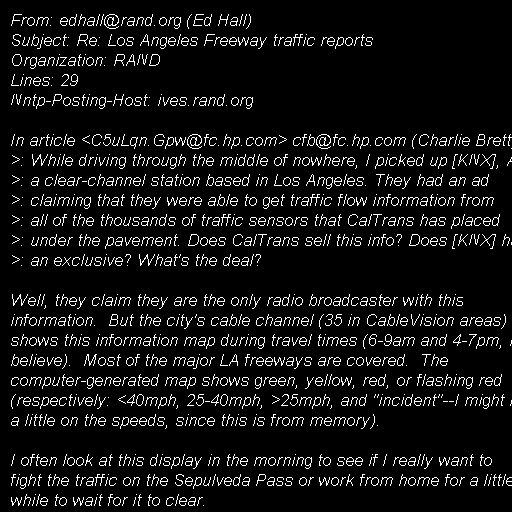 From: edhall@rand.org (Ed Hall)
Subject: Re: Los Angeles Freeway traffic reports
Organization: RAND
Lines: 29
Nntp-Posting-Host: ives.rand.org

In article <C5uLqn.Gpw@fc.hp.com> cfb@fc.hp.com (Charlie Brett
>: While driving through the middle of nowhere, I picked up [KNX], A
>: a clear-channel station based in Los Angeles. They had an ad
>: claiming that they were able to get traffic flow information from
>: all of the thousands of traffic sensors that CalTrans has placed
>: under the pavement. Does CalTrans sell this info? Does [KNX] h
>: an exclusive? What's the deal?

Well, they claim they are the only radio broadcaster with this
information.  But the city's cable channel (35 in CableVision areas)
shows this information map during travel times (6-9am and 4-7pm, I
believe).  Most of the major LA freeways are covered.  The
computer-generated map shows green, yellow, red, or flashing red
(respectively: <40mph, 25-40mph, >25mph, and "incident"--I might
a little on the speeds, since this is from memory).

I often look at this display in the morning to see if I really want to
fight the traffic on the Sepulveda Pass or work from home for a little
while to wait for it to clear.